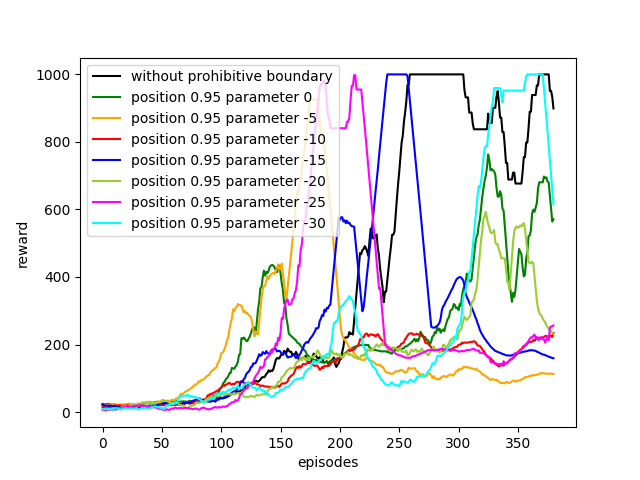 1000
800
600
400
200
0
reward
without prohibitive boundary
position 0.95 parameter 0
position 0.95 parameter -5
position 0.95 parameter -10
position 0.95 parameter -15
position 0.95 parameter -20
position 0.95 parameter -25
position 0.95 parameter -30
0 50 100 150 200 250 300 350
episodes